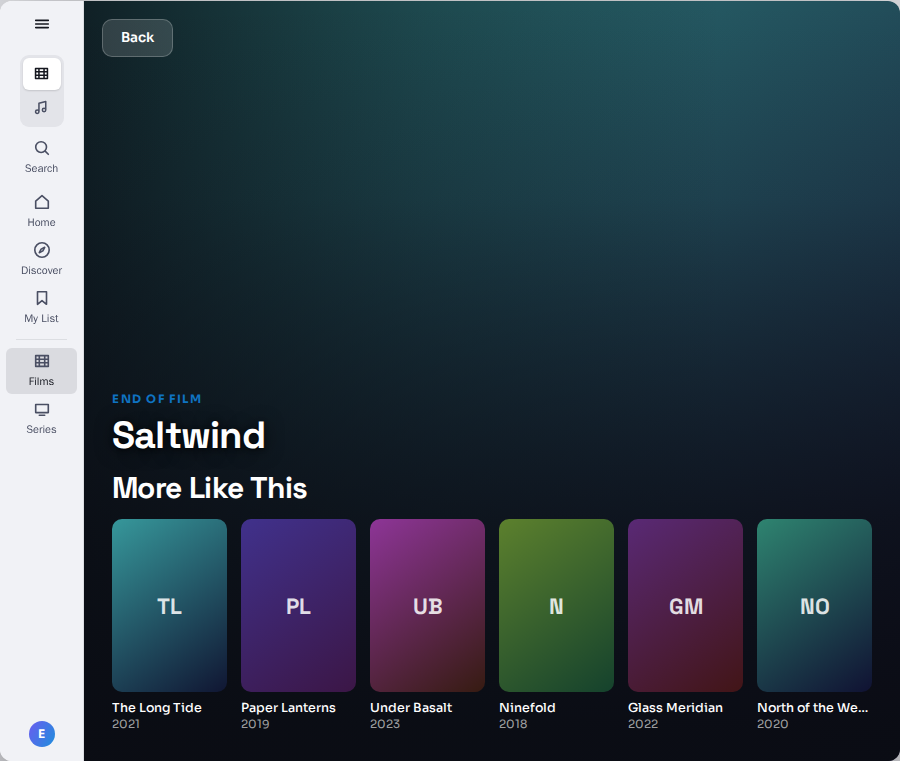 Back
Search
Home
Discover
My List
Films
Series
E
END OF FILM
Saltwind
More Like This
TL
PL
UB
N
GM
NO
The Long Tide
2021
Paper Lanterns
2019
Under Basalt
2023
Ninefold
2018
Glass Meridian
2022
North of the We...
2020